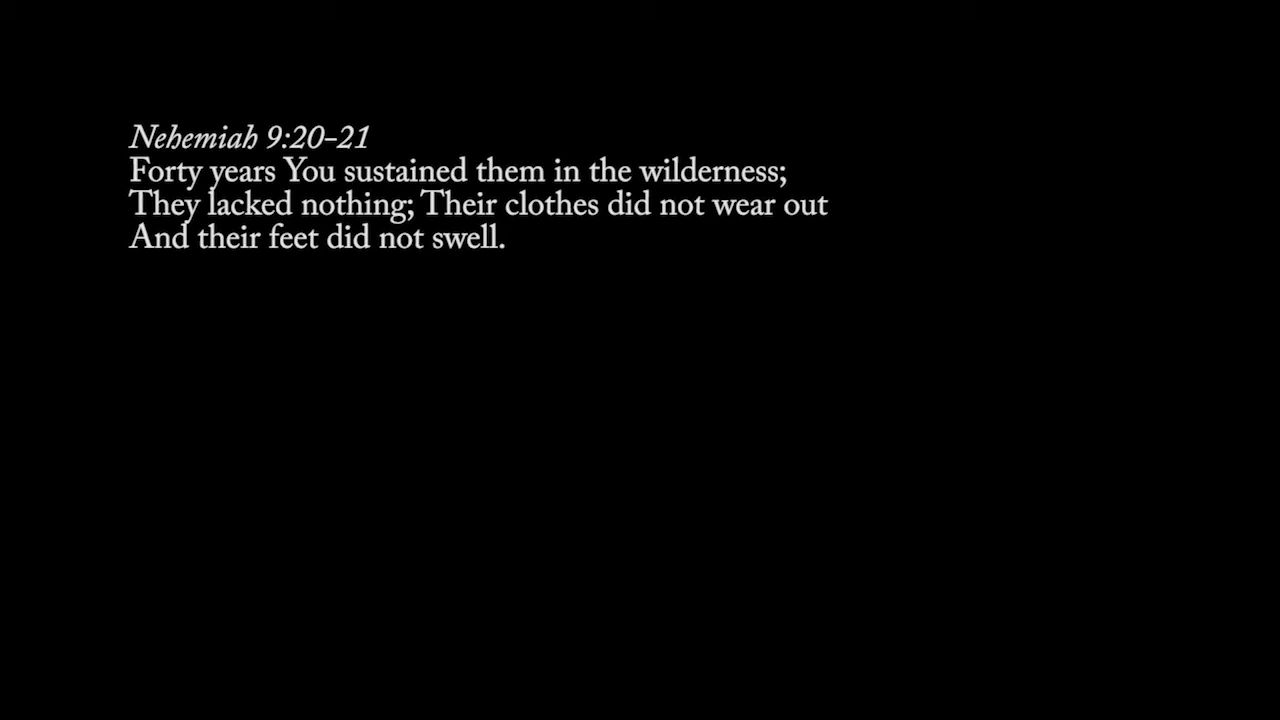 Nehemiah 9:20-21
Forty years You sustained them in the wilderness;
They lacked nothing; Their clothes did not wear out
And their feet did not swell.